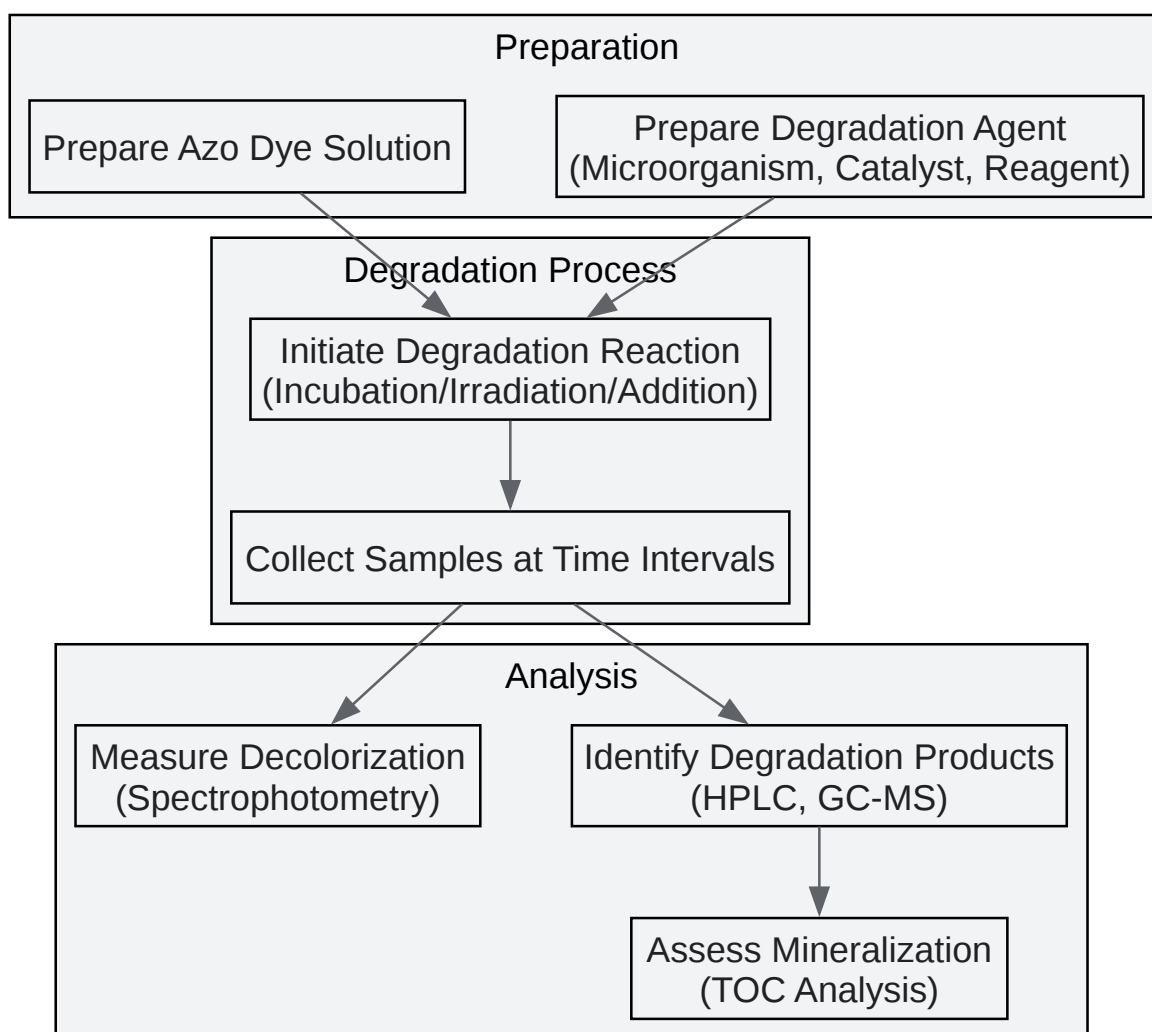 Preparation
Prepare Azo Dye Solution
Prepare Degradation Agent
(Microorganism, Catalyst, Reagent)
Degradation Process
Initiate Degradation Reaction
(Incubation/Irradiation/Addition)
Collect Samples at Time Intervals
Analysis
Measure Decolorization
(Spectrophotometry)
Identify Degradation Products
(HPLC, GC-MS)
Assess Mineralization
(TOC Analysis)